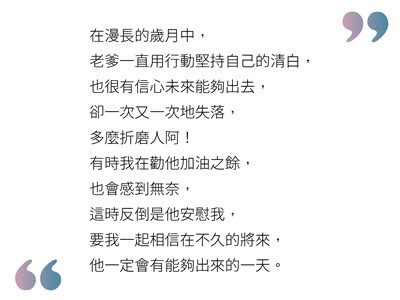 在漫長的歲月中，
老爹一直用行動堅持自己的清白，
也很有信心未來能夠出去，
卻一次又一次地失落，
多麼折磨人阿！
有時我在勸他加油之餘，
也會感到無奈，
這時反倒是他安慰我，
要我一起相信在不久的將來，
他一定會有能夠出來的一天。